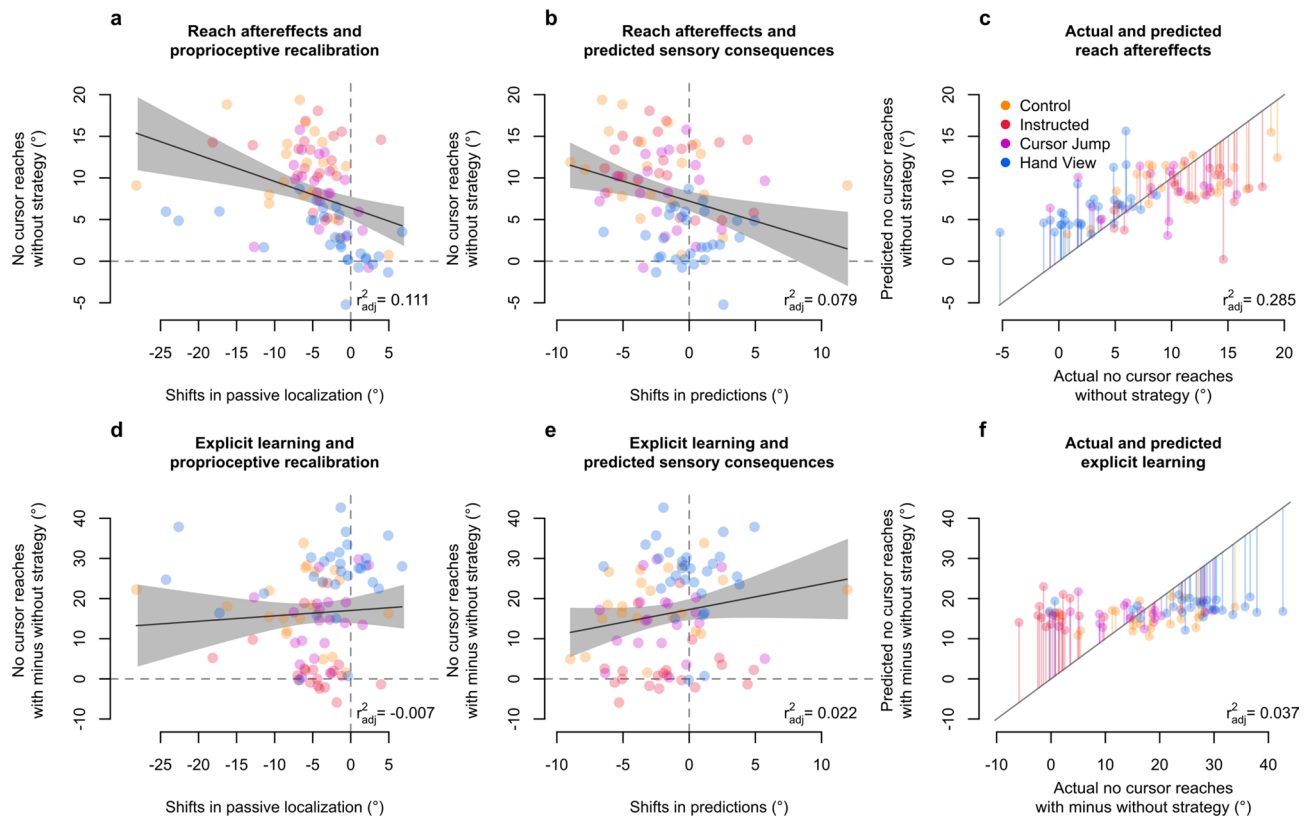 a
Reach aftereffects and
proprioceptive recalibration
No cursor reaches
without strategy (°)
20
15
10
5
0
-5
-25 -20 -15 -10 -5 0 5
r²adj = 0.111
Shifts in passive localization (°)
b
Reach aftereffects and
predicted sensory consequences
No cursor reaches
without strategy (°)
20
15
10
5
0
-5
-10 -5 0 5 10
r²adj = 0.079
Shifts in predictions (°)
c
Actual and predicted
reach aftereffects
Predicted no cursor reaches
without strategy (°)
20
15
10
5
0
-5
Control
Instructed
Cursor Jump
Hand View
r²adj = 0.285
-5 0 5 10 15 20
Actual no cursor reaches
without strategy (°)
d
Explicit learning and
proprioceptive recalibration
No cursor reaches
with minus without strategy (°)
40
30
20
10
0
-10
r²adj = -0.007
-25 -20 -15 -10 -5 0 5
Shifts in passive localization (°)
e
Explicit learning and
predicted sensory consequences
No cursor reaches
with minus without strategy (°)
40
30
20
10
0
-10
r²adj = 0.022
-10 -5 0 5 10
Shifts in predictions (°)
f
Actual and predicted
explicit learning
Predicted no cursor reaches
with minus without strategy (°)
40
30
20
10
0
-10
r²adj = 0.037
-10 0 10 20 30 40
Actual no cursor reaches
with minus without strategy (°)